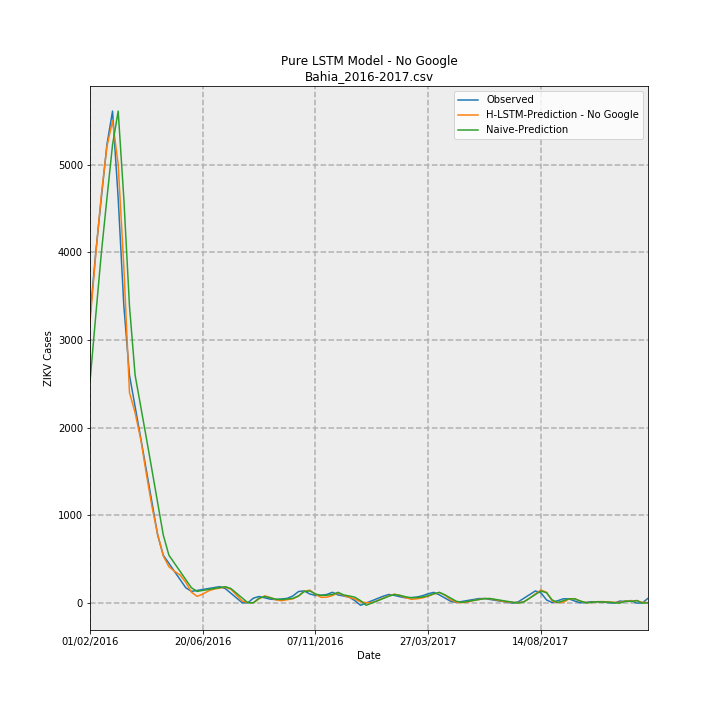 Pure LSTM Model - No Google
Bahia_2016-2017.csv
Observed
H-LSTM-Prediction - No Google
Naive-Prediction
5000
4000
3000
2000
1000
0
ZIKV Cases
01/02/2016
20/06/2016
07/11/2016
27/03/2017
14/08/2017
Date